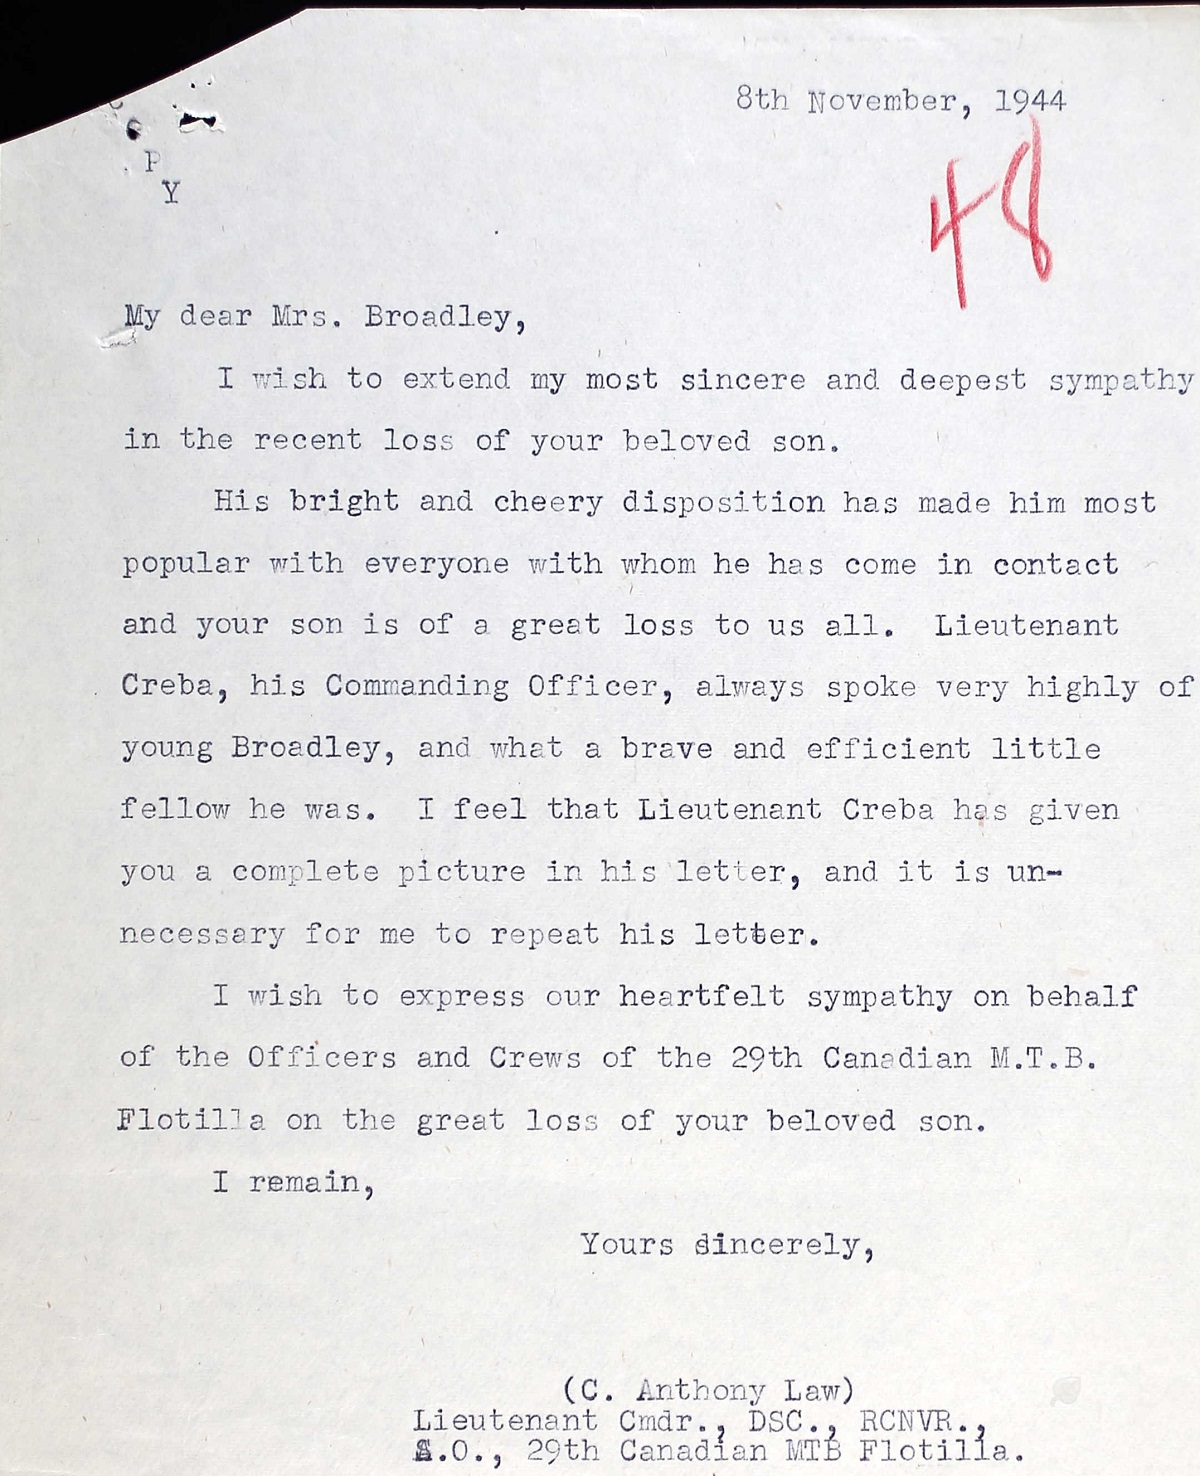 8th November, 1944
C
O
P
Y
48
My dear Mrs. Broadley,
I wish to extend my most sincere and deepest sympathy
in the recent loss of your beloved son.
His bright and cheery disposition has made him most
popular with everyone with whom he has come in contact
and your son is of a great loss to us all. Lieutenant
Creba, his Commanding Officer, always spoke very highly of
young Broadley, and what a brave and efficient little
fellow he was. I feel that Lieutenant Creba has given
you a complete picture in his letter, and it is un-
necessary for me to repeat his letter.
I wish to express our heartfelt sympathy on behalf
of the Officers and Crews of the 29th Canadian M.T.B.
Flotilla on the great loss of your beloved son.
I remain,
Yours sincerely,
(C. Anthony Law)
Lieutenant Cmdr., DSC., RCNVR.,
S.O., 29th Canadian MTB Flotilla.